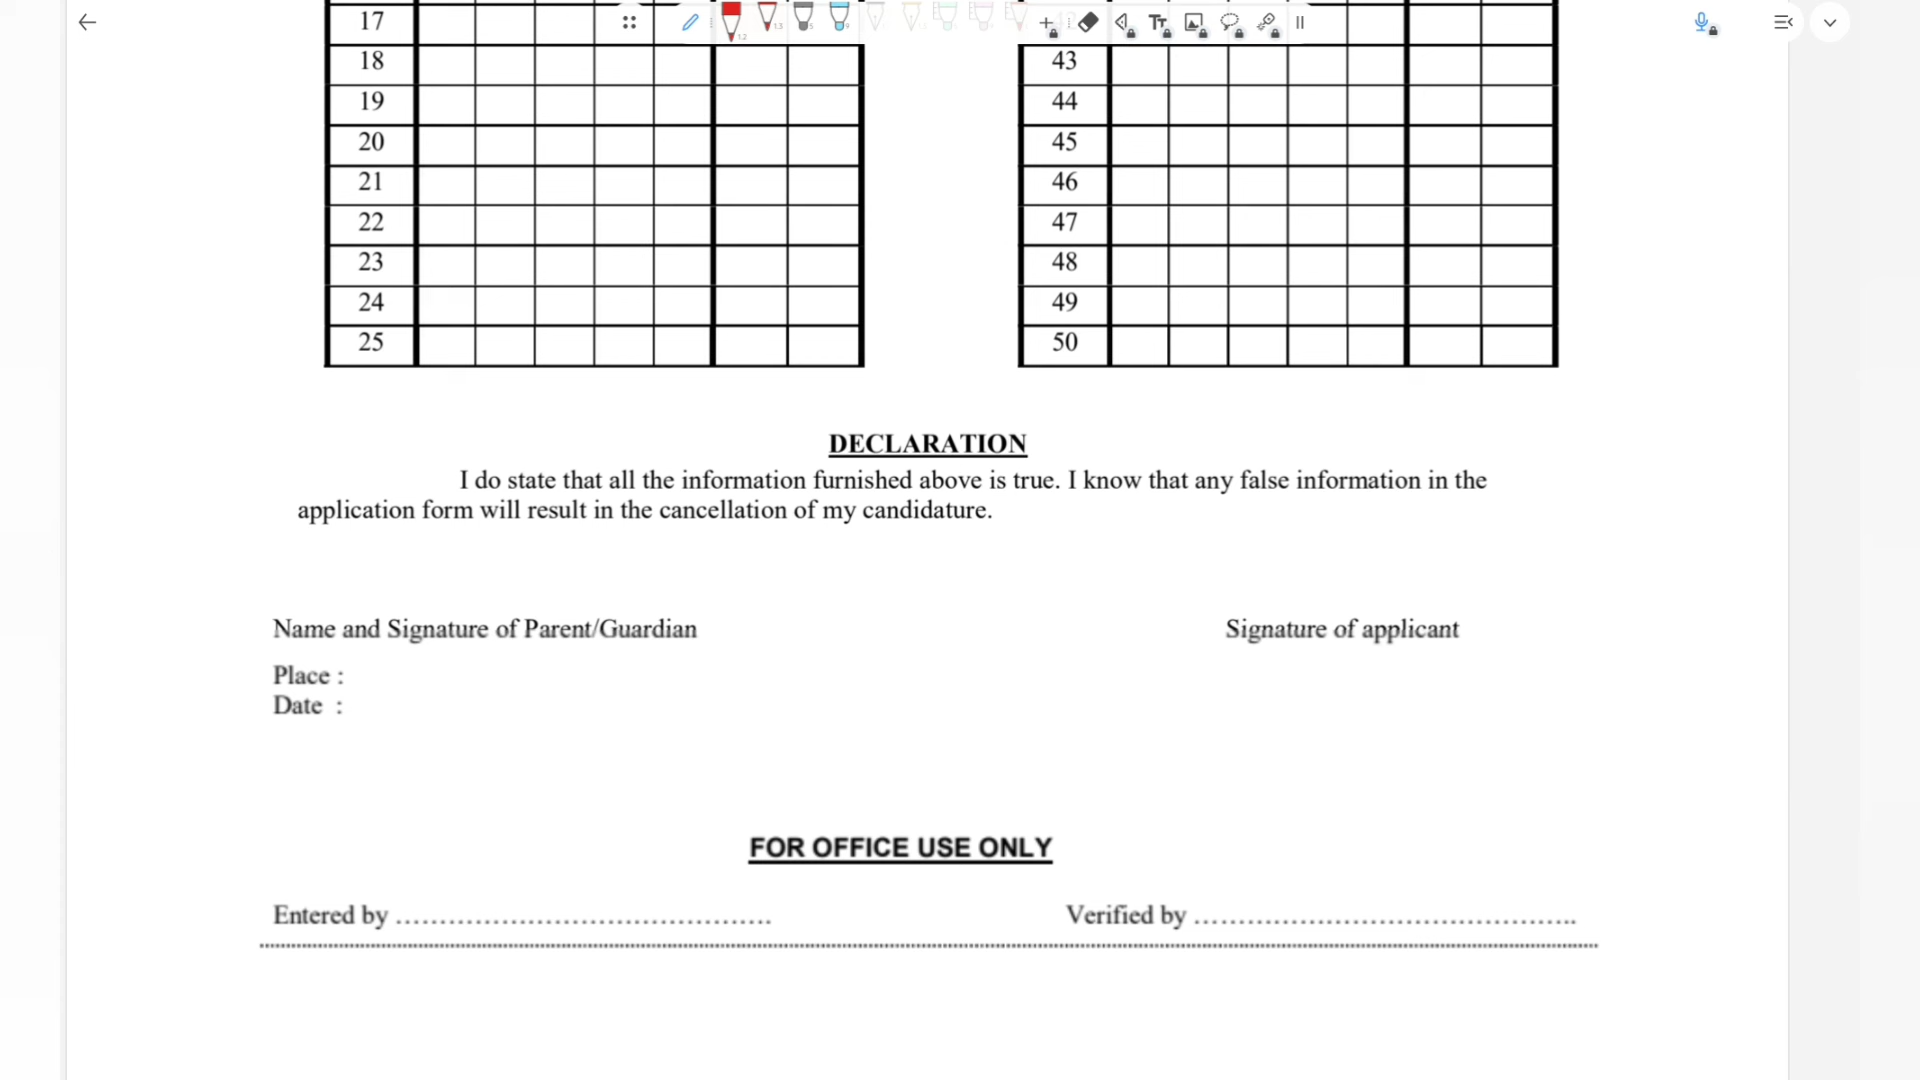 17
18 43
19 44
20 45
21 46
22 47
23 48
24 49
25 50
DECLARATION
I do state that all the information furnished above is true. I know that any false information in the
application form will result in the cancellation of my candidature.
Name and Signature of Parent/Guardian Signature of applicant
Place :
Date :
FOR OFFICE USE ONLY
Entered by ........................................... Verified by ............................................